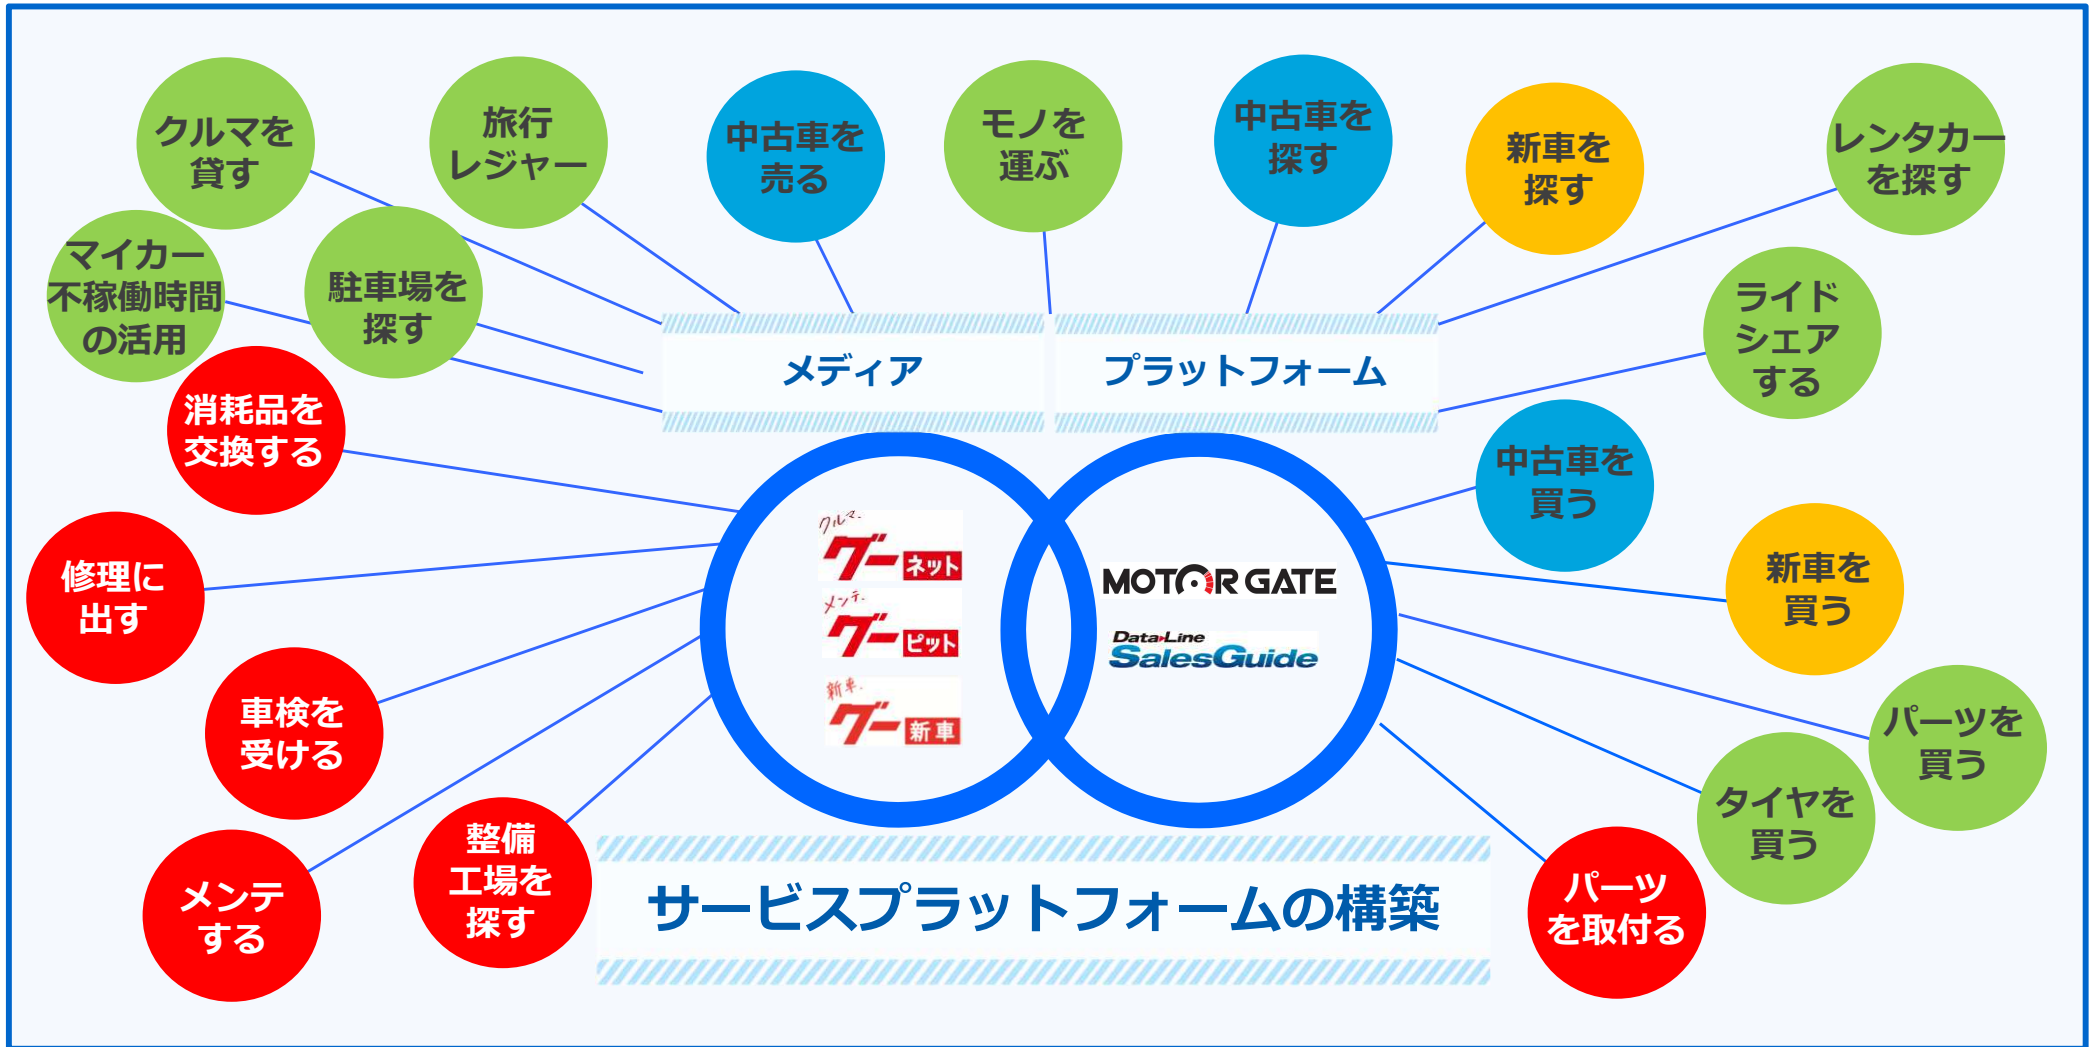 クルマを
貸す
旅行
レジャー
中古車を
売る
モノを
運ぶ
中古車を
探す
新車を
探す
レンタカー
を探す
マイカー
不稼働時間
の活用
駐車場を
探す
ライド
シェア
する
メディア
プラットフォーム
消耗品を
交換する
中古車を
買う
修理に
出す
クルマ.
グーネット
メンテ.
グーピット
新車.
グー新車
MOTOR GATE
Data Line
SalesGuide
新車を
買う
車検を
受ける
パーツを
買う
タイヤを
買う
メンテ
する
整備
工場を
探す
サービスプラットフォームの構築
パーツ
を取付る